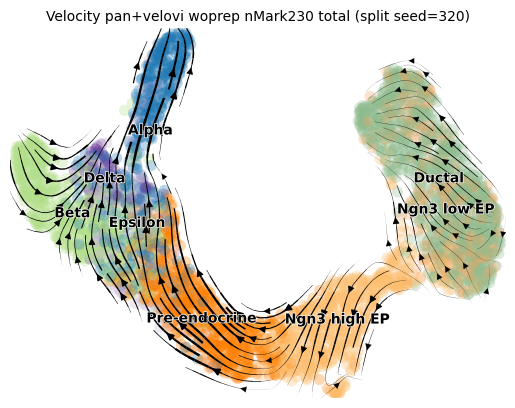 Velocity pan+velovi woprep nMark230 total (split seed=320)
Alpha
Delta
Ductal
Beta
Ngn3 low EP
Epsilon
Pre-endocrine
Ngn3 high EP